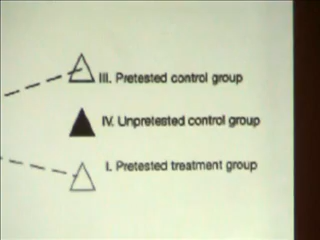 III. Pretested control group
IV. Unpretested control group
I. Pretested treatment group